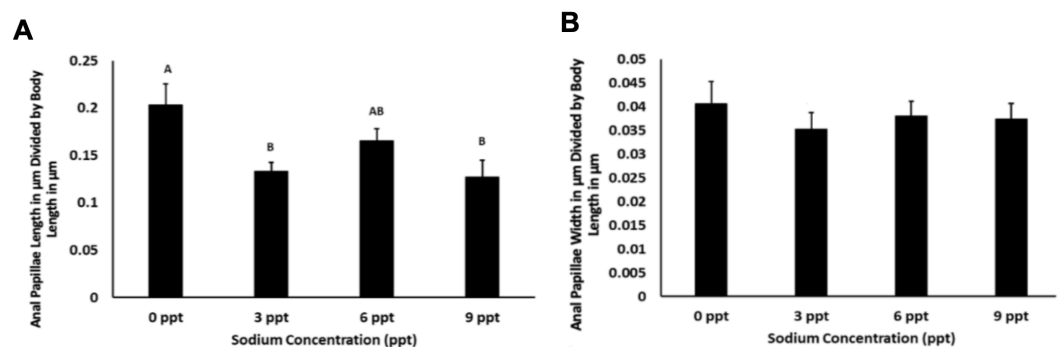 A
Anal Papillae Length in µm Divided by Body
Length in µm
0.25
0.2
0.15
0.1
0.05
0
A
B
AB
B
0 ppt 3 ppt 6 ppt 9 ppt
Sodium Concentration (ppt)
B
Anal Papillae Width in µm Divided by Body
Length in µm
0.05
0.045
0.04
0.035
0.03
0.025
0.02
0.015
0.01
0.005
0
0 ppt 3 ppt 6 ppt 9 ppt
Sodium Concentration (ppt)